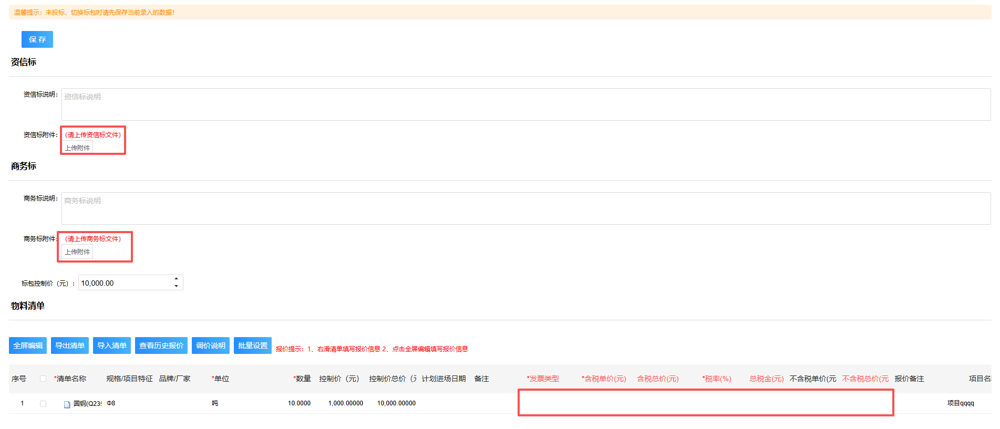 温馨提示：未投标，切换标包时请先保存当前录入的数据！
保 存
资信标
资信标说明：
资信标说明
资信标附件：
（请上传资信标文件）
上传附件
商务标
商务标说明：
商务标说明
商务标附件：
（请上传商务标文件）
上传附件
标包控制价（元）：
10,000.00
物料清单
全屏编辑 导出清单 导入清单 查看历史报价 调价说明 批量设置 报价提示：1、右滑清单填写报价信息 2、点击全屏编辑填写报价信息
序号 *清单名称 规格/项目特征 品牌/厂家 *单位 *数量 控制价（元） 控制价总价（ 计划进场日期 备注 *发票类型 *含税单价(元) 含税总价(元) *税率(%) 总税金(元) 不含税单价(元 不含税总价(元 报价备注 项目名
1 圆钢(Q235 Φ8 吨 10.0000 1,000.00000 10,000.00000 项目qqqq